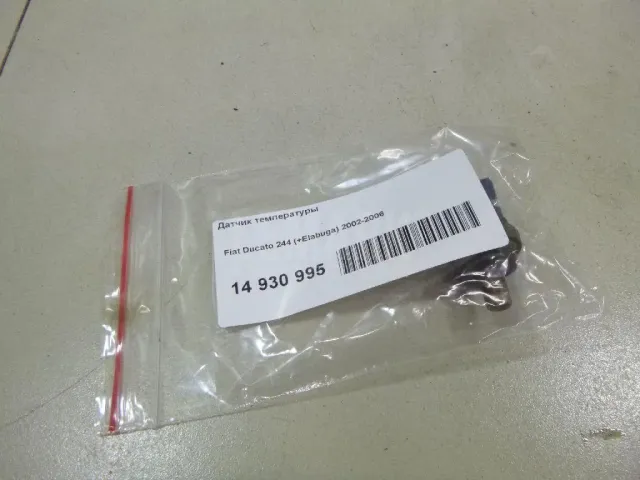 Датчик температуры
Fiat Ducato 244 (+Elabuga) 2002-2006
14 930 995